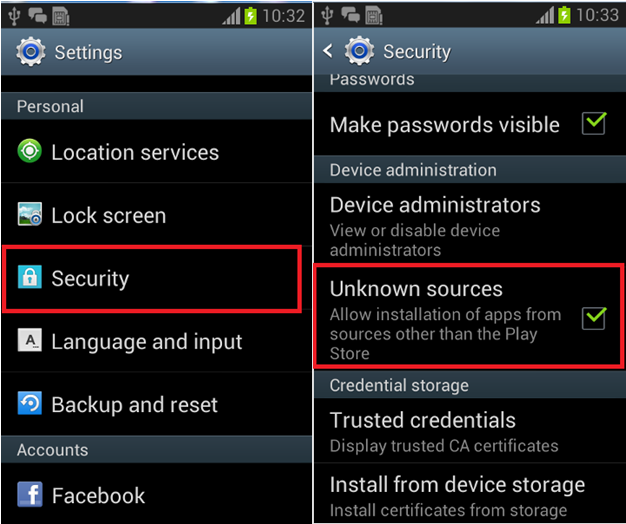 10:32
Settings
Personal
Location services
Lock screen
Security
A_ Language and input
Backup and reset
Accounts
f Facebook
10:33
Security
Passwords
Make passwords visible
Device administration
Device administrators
View or disable device
administrators
Unknown sources
Allow installation of apps from
sources other than the Play
Store
Credential storage
Trusted credentials
Display trusted CA certificates
Install from device storage
Install certificates from storage